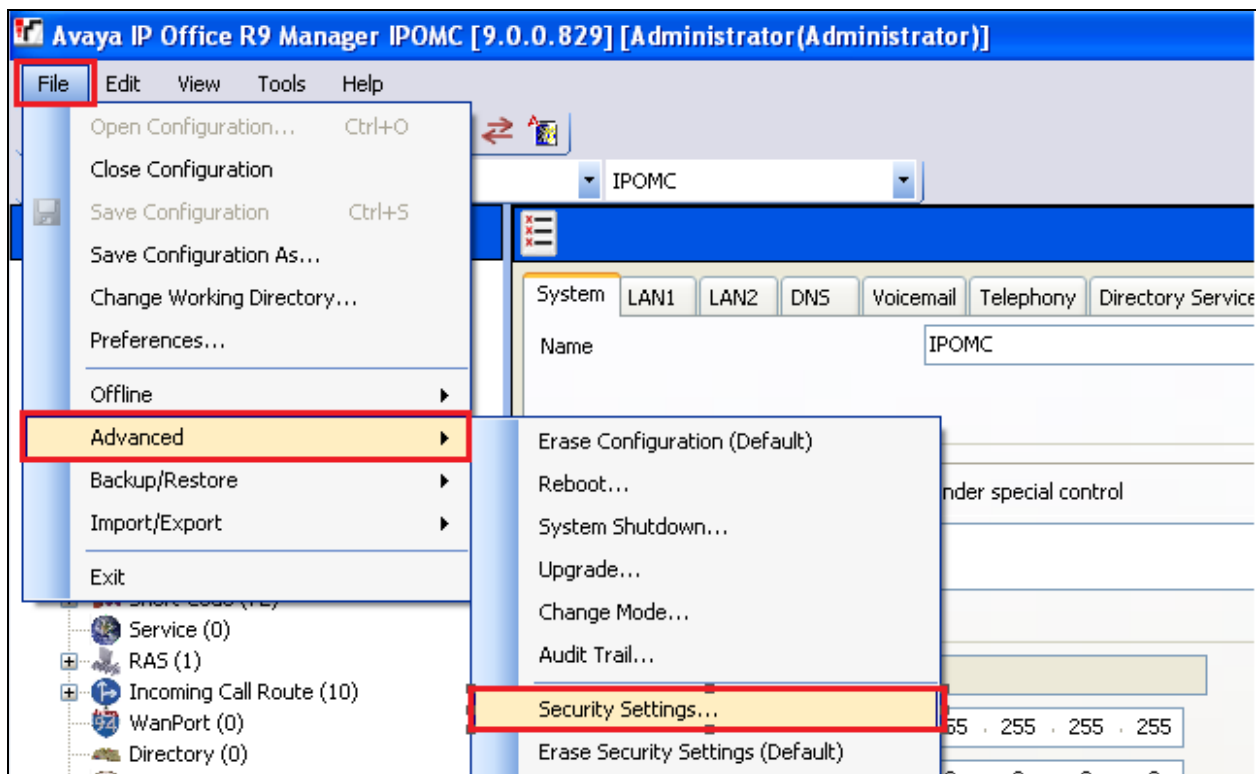 Avaya IP Office R9 Manager IPOMC [9.0.0.829] [Administrator(Administrator)]
File Edit View Tools Help
Open Configuration... Ctrl+O
Close Configuration
Save Configuration Ctrl+S
Save Configuration As...
Change Working Directory...
Preferences...
Offline
Advanced
Backup/Restore
Import/Export
Exit
IPOMC
System LAN1 LAN2 DNS Voicemail Telephony Directory Service
Name IPOMC
Erase Configuration (Default)
Reboot...
System Shutdown...
Upgrade...
Change Mode...
Audit Trail...
Security Settings...
Erase Security Settings (Default)
nder special control
55 . 255 . 255 . 255
Service (0)
RAS (1)
Incoming Call Route (10)
WanPort (0)
Directory (0)